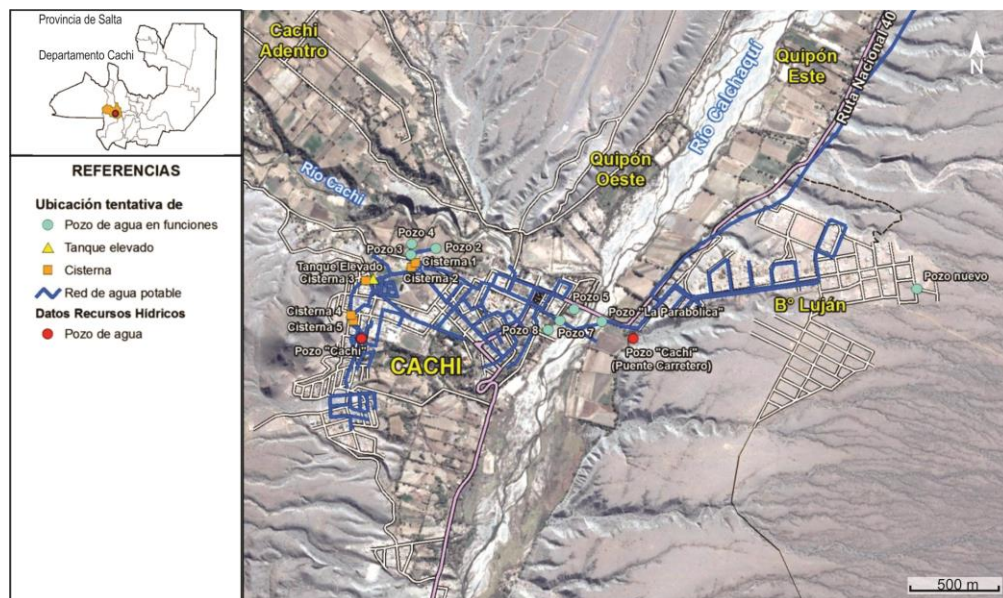 Provincia de Salta
Departamento Cachi
REFERENCIAS
Ubicación tentativa de
Pozo de agua en funciones
Tanque elevado
Cisterna
Red de agua potable
Datos Recursos Hídricos
Pozo de agua
Cachi
Adentro
Quipón
Este
Ruta Nacional 40
N
Río Calchaquí
Quipón
Oeste
Río Cachi
Pozo 4
Pozo 3
Pozo 2
Cisterna 1
Tanque Elevado
Cisterna 3
Cisterna 2
Pozo nuevo
Pozo 5
B° Luján
Cisterna 4
Pozo "La Parabólica"
Cisterna 5
Pozo 8
Pozo 7
Pozo "Cachi"
CACHI
Pozo "Cachi"
(Puente Carretero)
500 m